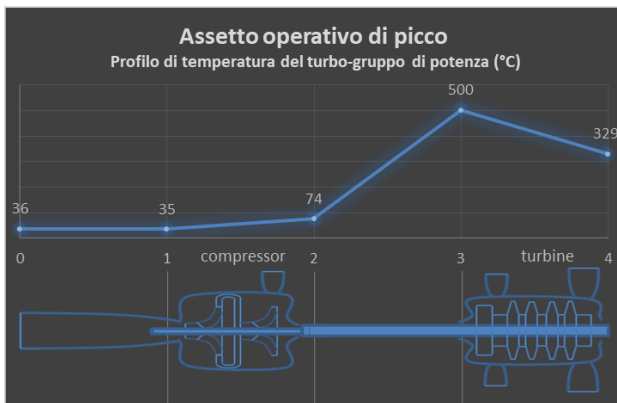 Assetto operativo di picco
Profilo di temperatura del turbo-gruppo di potenza (°C)
500
329
74
36
35
0 1 compressor 2 3 turbine 4